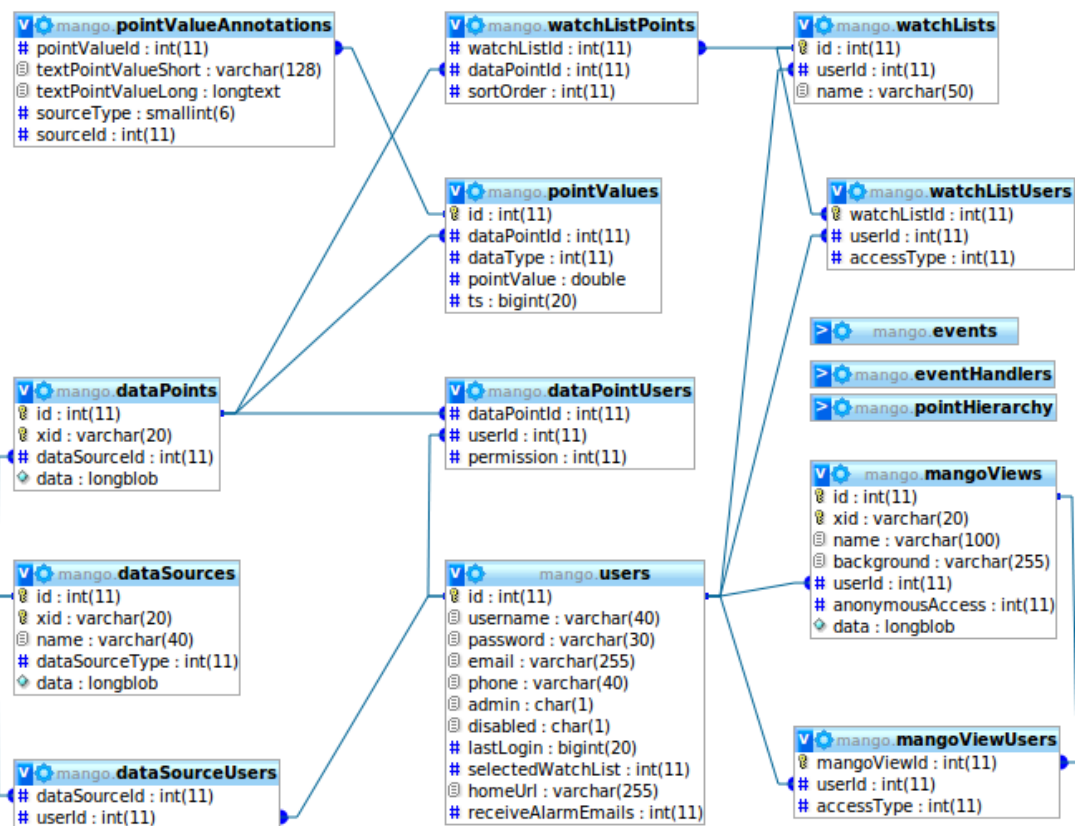 mango.pointValueAnnotations
pointValueId : int(11)
textPointValueShort : varchar(128)
textPointValueLong : longtext
sourceType : smallint(6)
sourceId : int(11)
mango.watchListPoints
watchListId : int(11)
dataPointId : int(11)
sortOrder : int(11)
mango.watchLists
id : int(11)
userId : int(11)
name : varchar(50)
mango.pointValues
id : int(11)
dataPointId : int(11)
dataType : int(11)
pointValue : double
ts : bigint(20)
mango.watchListUsers
watchListId : int(11)
userId : int(11)
accessType : int(11)
mango.events
mango.eventHandlers
mango.pointHierarchy
mango.dataPoints
id : int(11)
xid : varchar(20)
dataSourceId : int(11)
data : longblob
mango.dataPointUsers
dataPointId : int(11)
userId : int(11)
permission : int(11)
mango.mangoViews
id : int(11)
xid : varchar(20)
name : varchar(100)
background : varchar(255)
userId : int(11)
anonymousAccess : int(11)
data : longblob
mango.dataSources
id : int(11)
xid : varchar(20)
name : varchar(40)
dataSourceType : int(11)
data : longblob
mango.users
id : int(11)
username : varchar(40)
password : varchar(30)
email : varchar(255)
phone : varchar(40)
admin : char(1)
disabled : char(1)
lastLogin : bigint(20)
selectedWatchList : int(11)
homeUrl : varchar(255)
receiveAlarmEmails : int(11)
mango.mangoViewUsers
mangoViewId : int(11)
userId : int(11)
accessType : int(11)
mango.dataSourceUsers
dataSourceId : int(11)
userId : int(11)